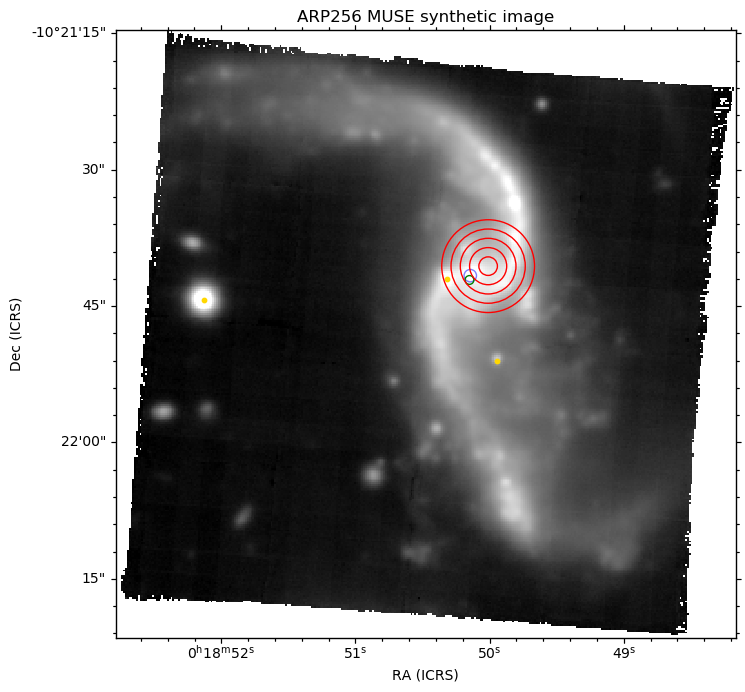 ARP256 MUSE synthetic image
-10°21'15"
30"
45"
22'00"
15"
Dec (ICRS)
0ʰ18ᵐ52ˢ 51ˢ 50ˢ 49ˢ
RA (ICRS)